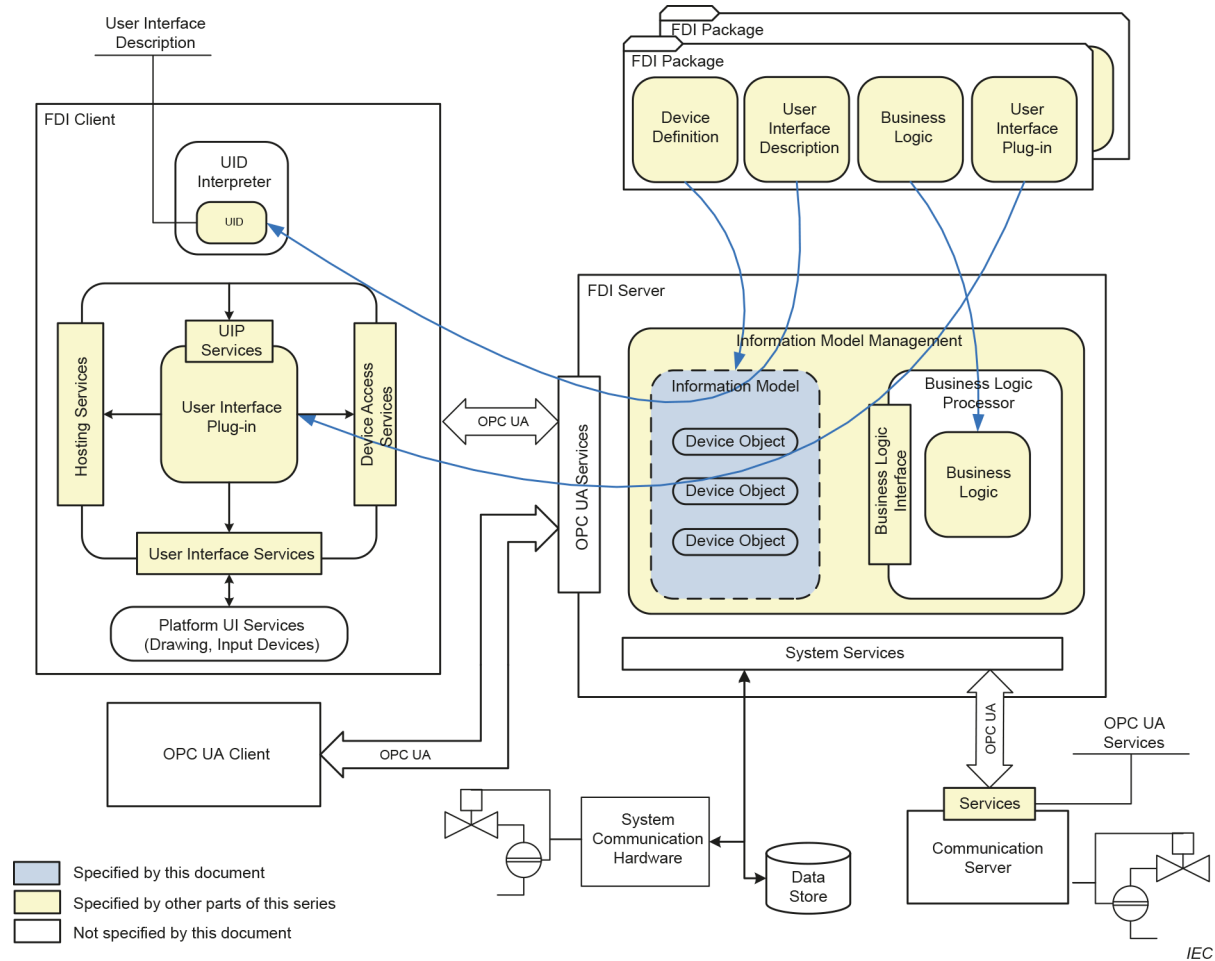 User Interface
Description
FDI Package
FDI Package
Device
Definition
User
Interface
Description
Business
Logic
User
Interface
Plug-in
FDI Client
UID
Interpreter
UID
UIP
Services
Hosting Services
User Interface
Plug-in
Device Access
Services
User Interface Services
Platform UI Services
(Drawing, Input Devices)
OPC UA
OPC UA Services
FDI Server
Information Model Management
Information Model
Device Object
Device Object
Device Object
Business Logic
Processor
Business Logic
Interface
Business
Logic
System Services
OPC UA Client
OPC UA
OPC UA
OPC UA
Services
Services
Communication
Server
System
Communication
Hardware
Data
Store
Specified by this document
Specified by other parts of this series
Not specified by this document
IEC